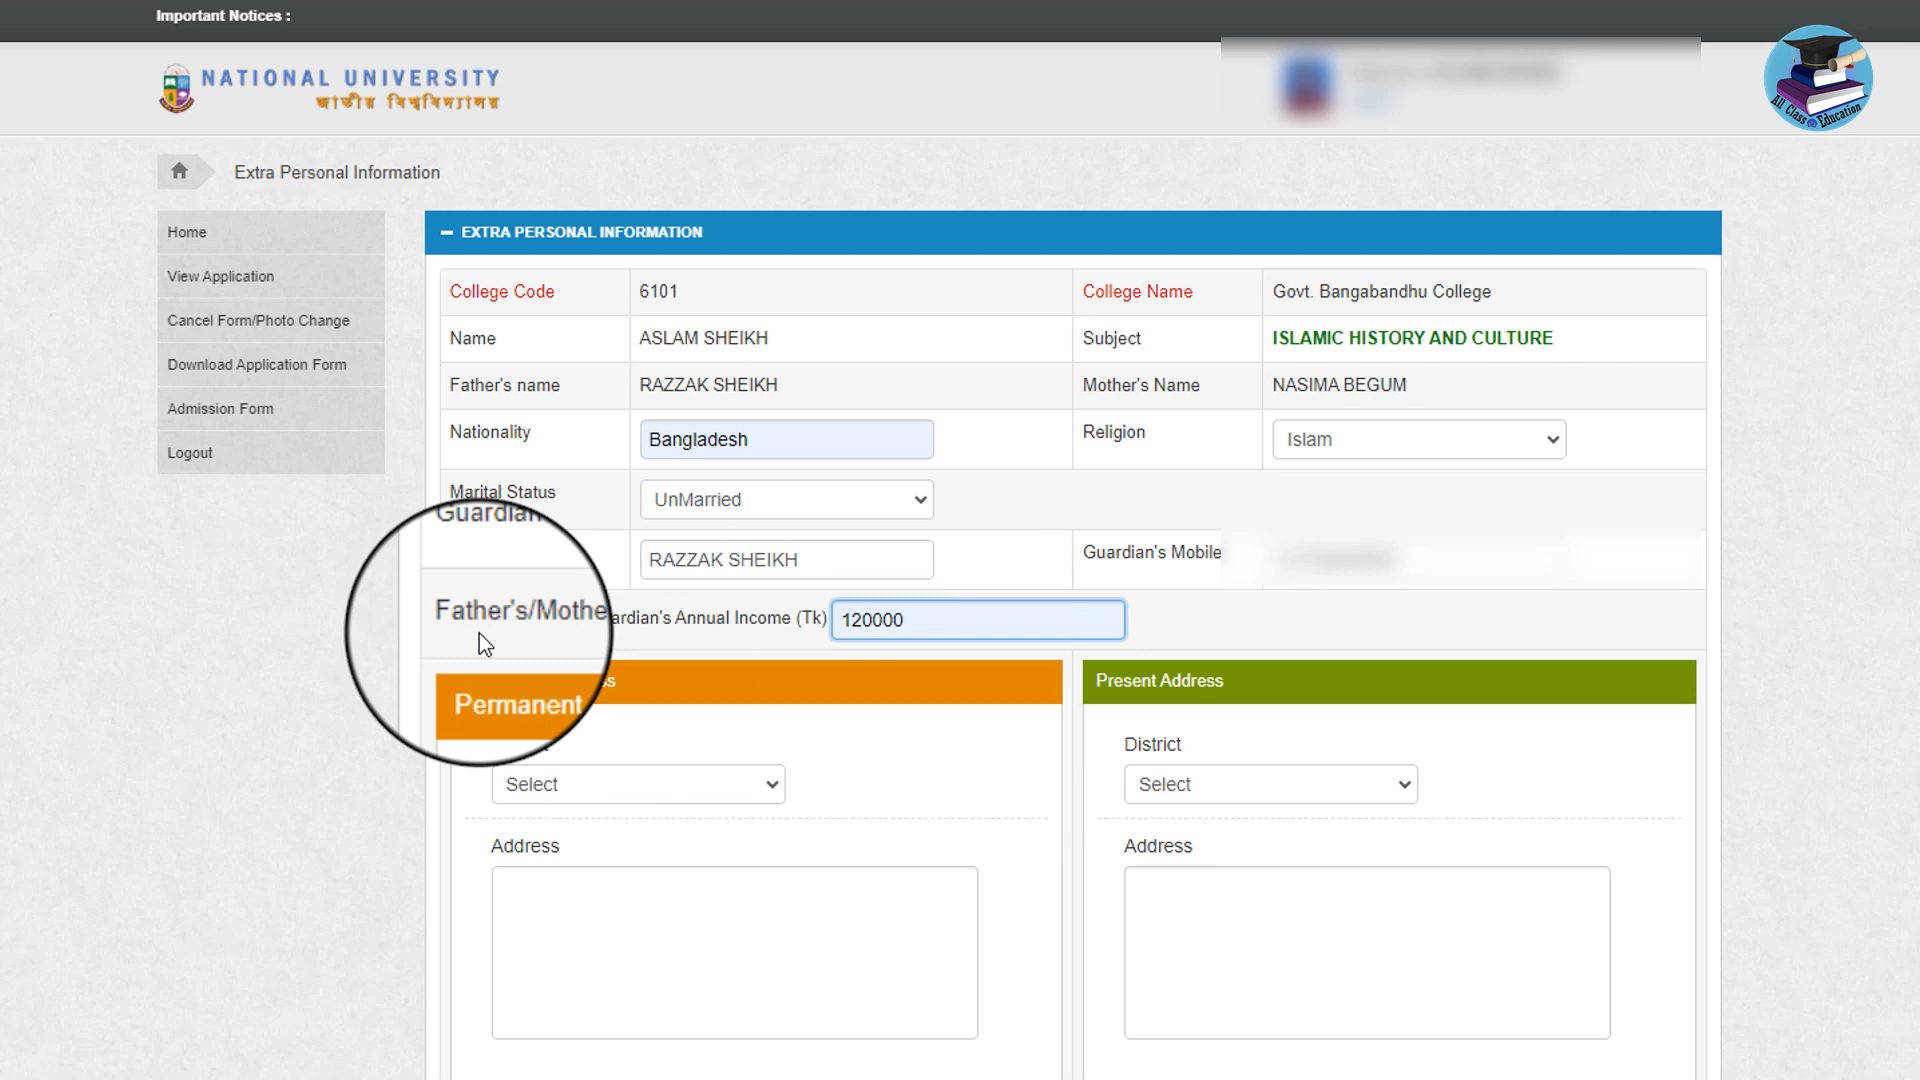 Important Notices :
NATIONAL UNIVERSITY
জাতীয় বিশ্ববিদ্যালয়
All Class Education
Extra Personal Information
Home
View Application
Cancel Form/Photo Change
Download Application Form
Admission Form
Logout
EXTRA PERSONAL INFORMATION
College Code 6101 College Name Govt. Bangabandhu College
Name ASLAM SHEIKH Subject ISLAMIC HISTORY AND CULTURE
Father's name RAZZAK SHEIKH Mother's Name NASIMA BEGUM
Nationality Bangladesh Religion Islam
Marital Status UnMarried
Guardian RAZZAK SHEIKH Guardian's Mobile
Father's/Mothe ardian's Annual Income (Tk) 120000
Permanent ss Present Address
District
Select Select
Address Address